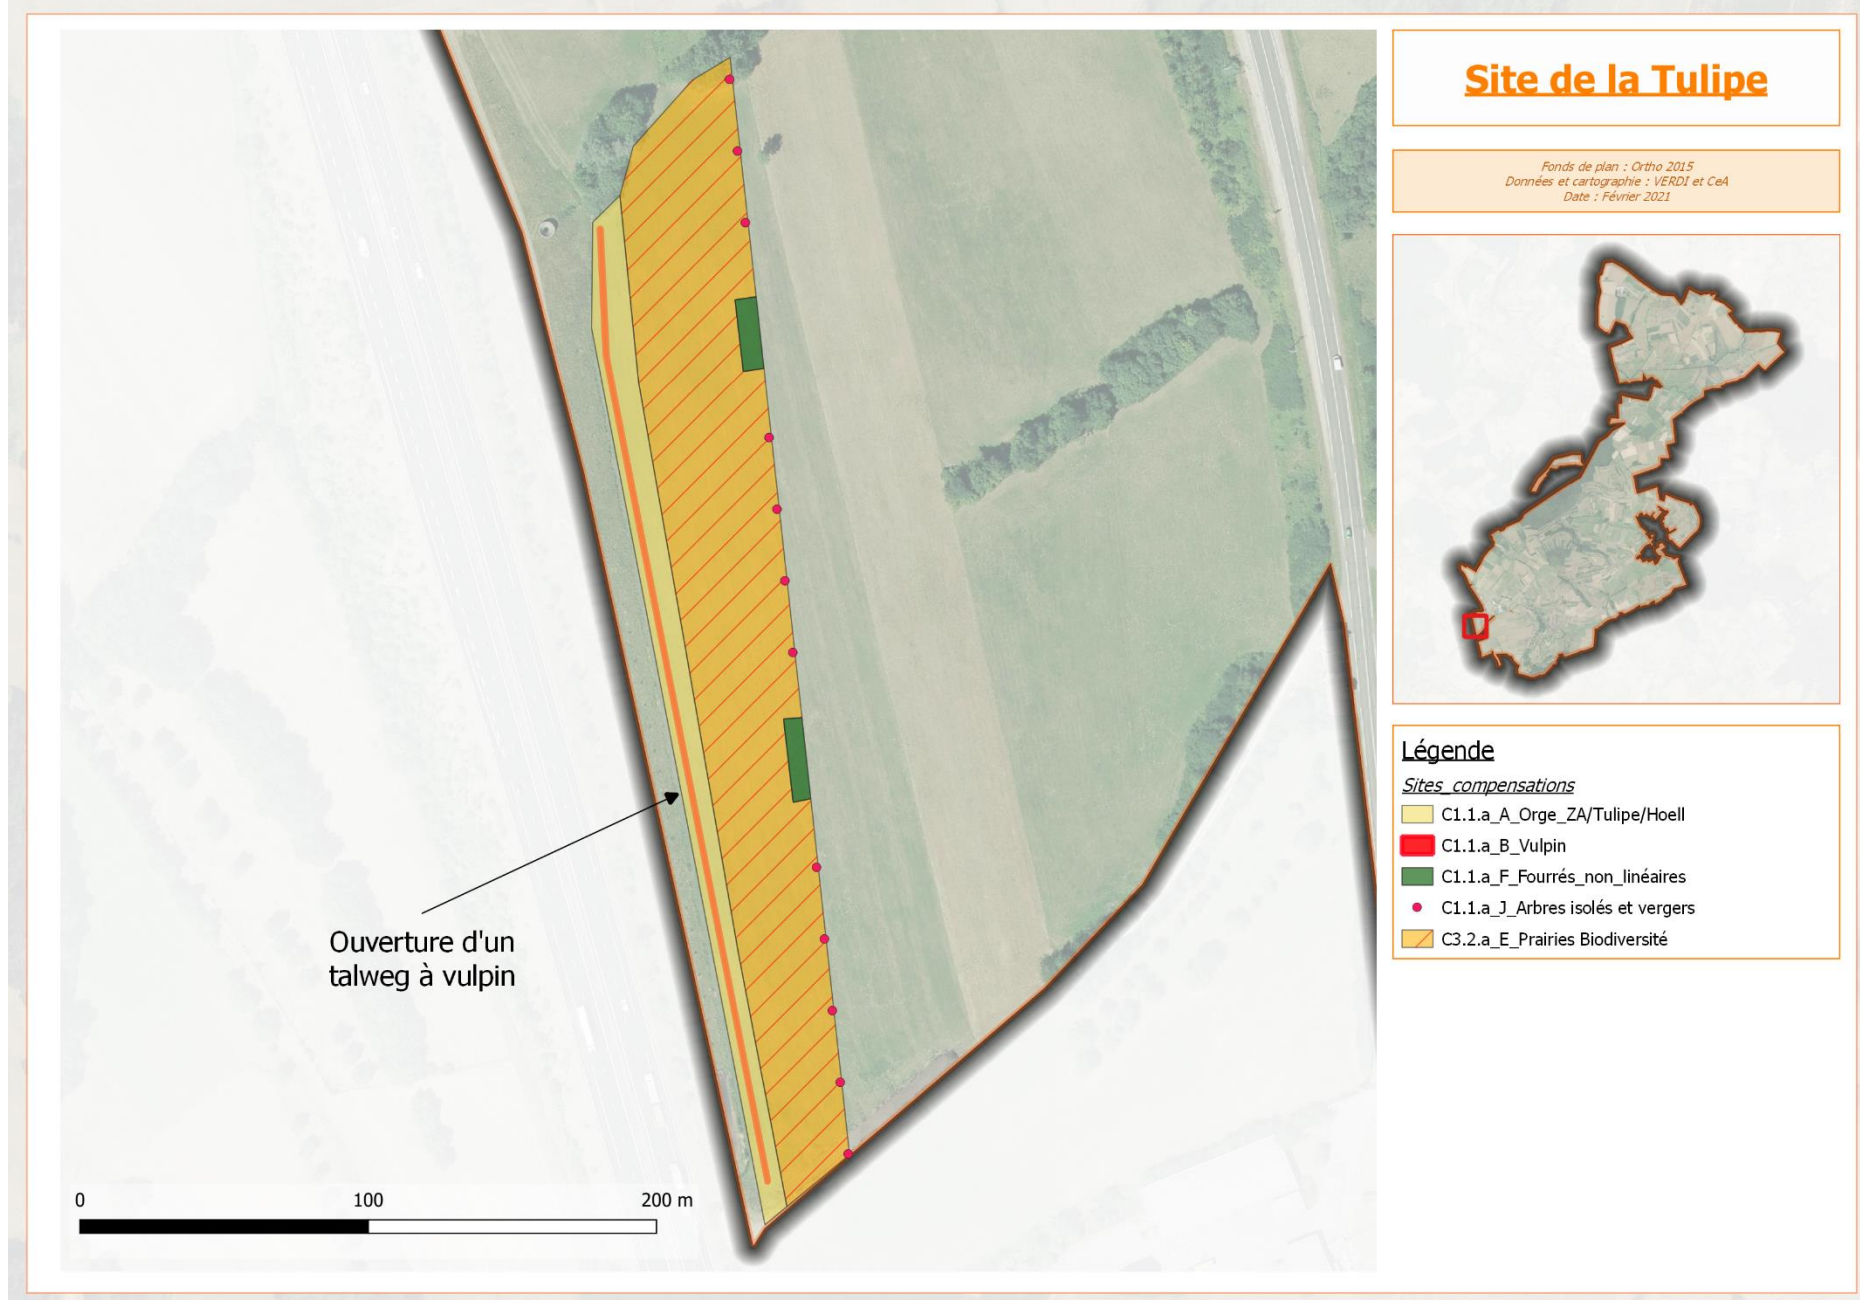 Site de la Tulipe
Fonds de plan : Ortho 2015
Données et cartographie : VERDI et CeA
Date : Février 2021
Légende
Sites_compensations
C1.1.a_A_Orge_ZA/Tulipe/Hoell
C1.1.a_B_Vulpin
C1.1.a_F_Fourrés_non_linéaires
C1.1.a_J_Arbres isolés et vergers
C3.2.a_E_Prairies Biodiversité
Ouverture d'un
talweg à vulpin
0 100 200 m